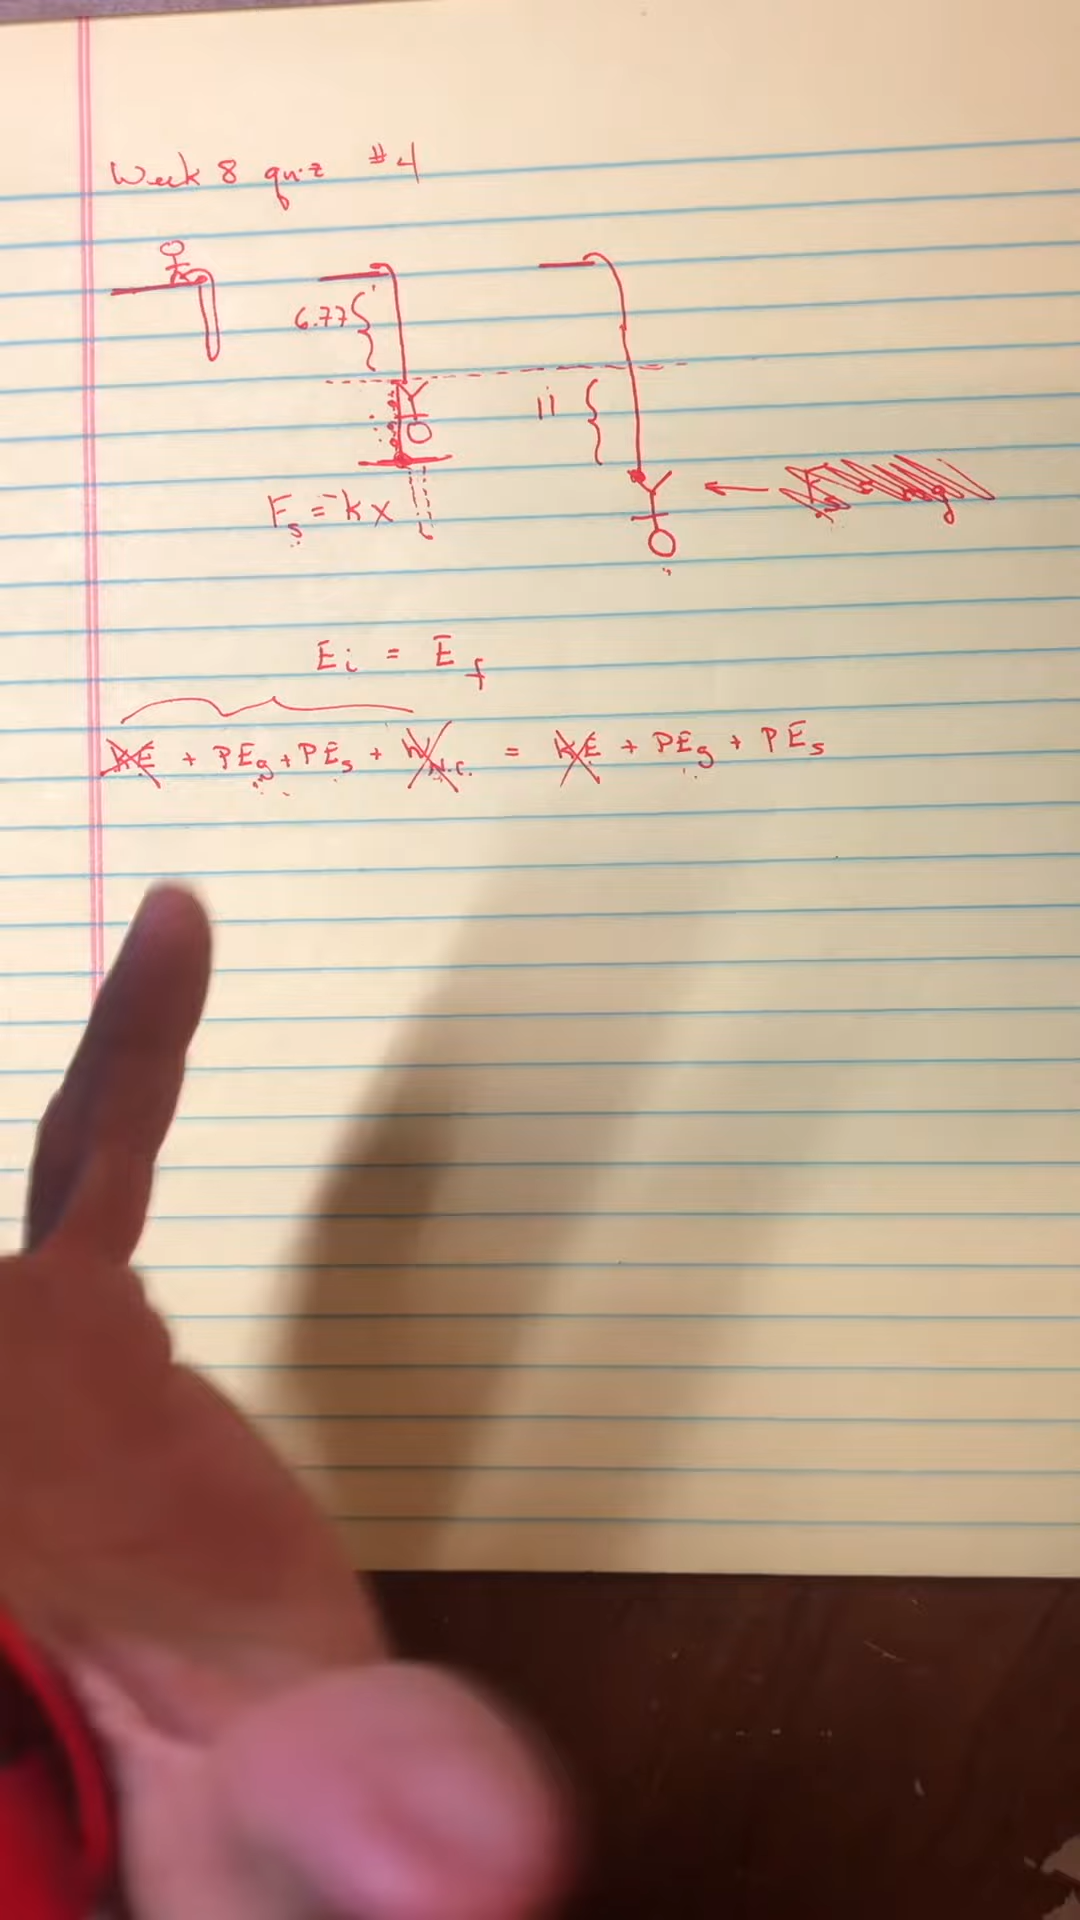 Week 8 quiz #4
6.77
11
Fs = -kx
Ei = Ef
KE + PEg + PEs + WN.C. = KE + PEg + PEs